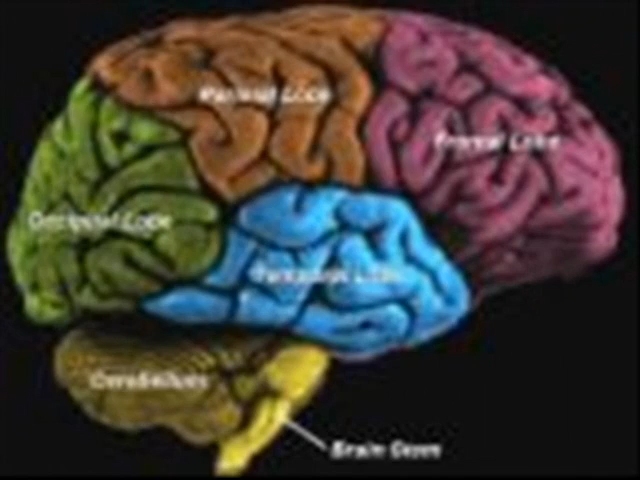 Parietal Lobe
Frontal Lobe
Occipital Lobe
Temporal Lobe
Cerebellum
Brain Stem